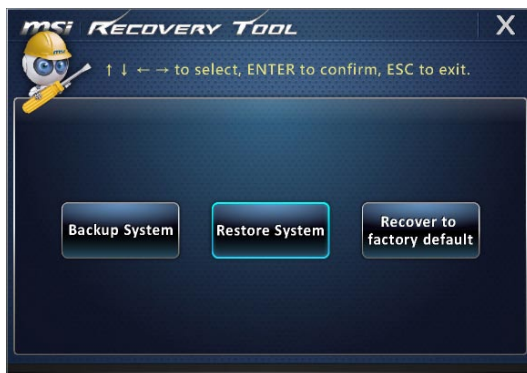 msi RECOVERY TOOL X
↑ ↓ ← → to select, ENTER to confirm, ESC to exit.
Backup System
Restore System
Recover to
factory default